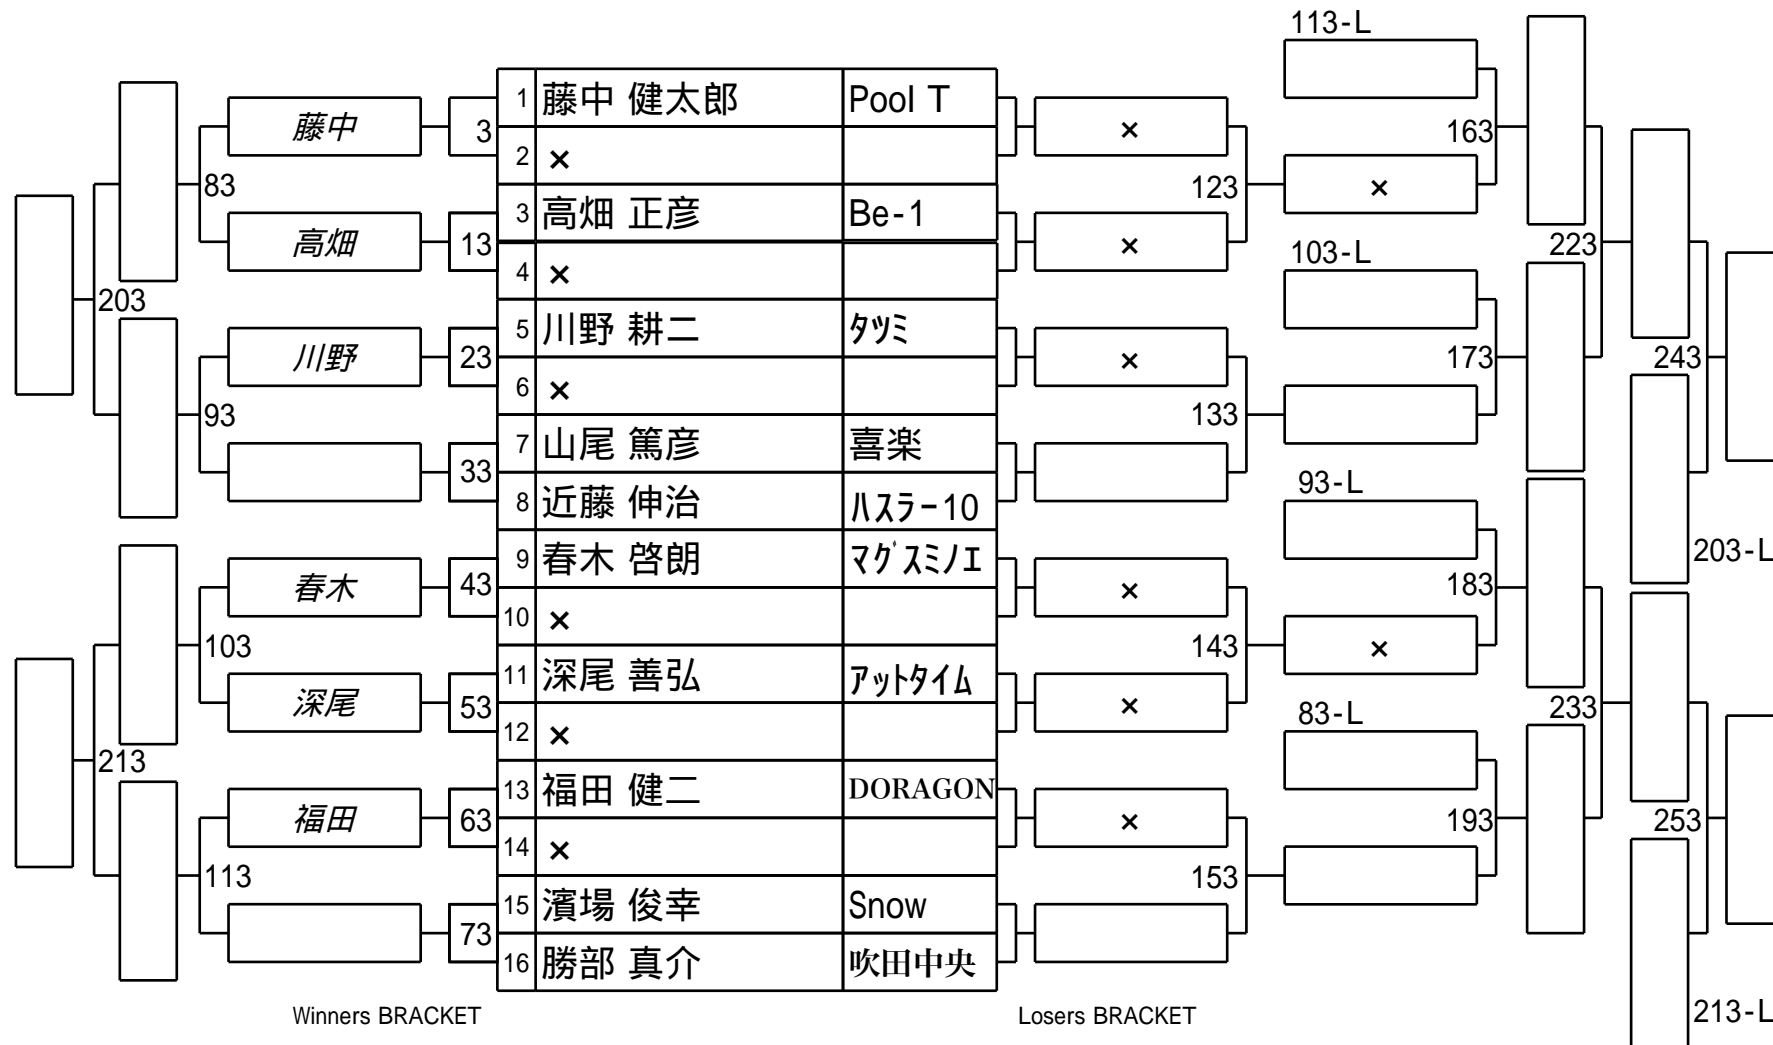 113-L
1 藤中 健太郎 Pool T
藤中 3 × 163
2 ×
83 123 ×
3 高畑 正彦 Be-1
高畑 13 × 103-L 223
4 ×
203
5 川野 耕二 タツミ
川野 23 × 173 243
6 ×
93 133
7 山尾 篤彦 喜楽
33 93-L
8 近藤 伸治 ハスラー10
9 春木 啓朗 マグスミノエ 203-L
春木 43 × 183
10 ×
103 143 ×
11 深尾 善弘 アットタイム
深尾 53 × 83-L 233
12 ×
213
13 福田 健二 DORAGON
福田 63 × 193 253
14 ×
113 153
15 濱場 俊幸 Snow
73
16 勝部 真介 吹田中央
Winners BRACKET Losers BRACKET 213-L